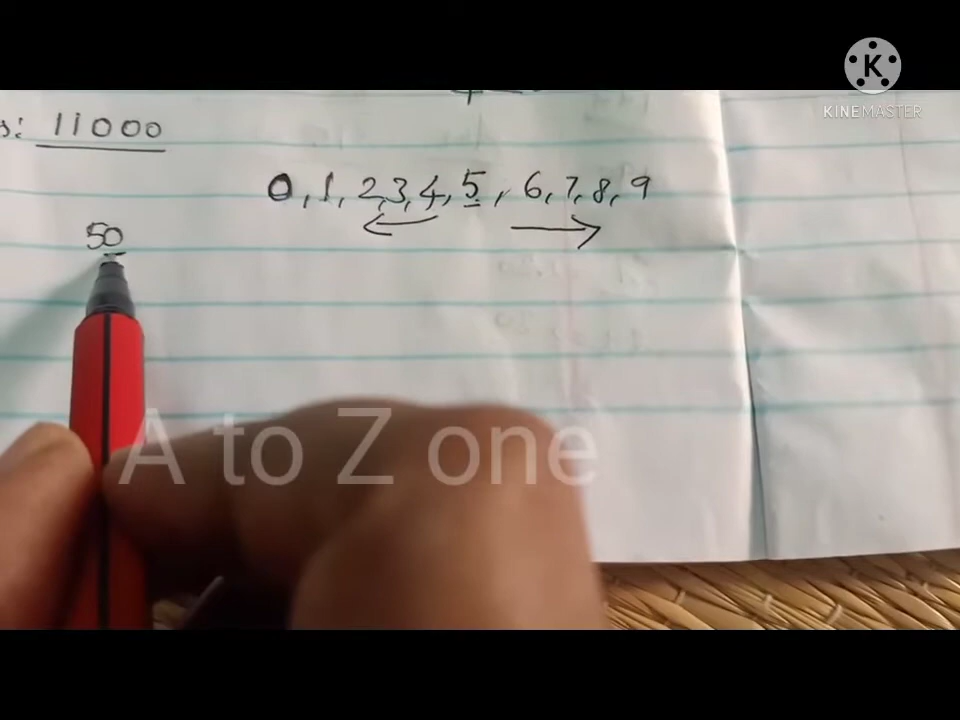 KINEMASTER
11000
0, 1, 2, 3, 4, 5, 6, 7, 8, 9
50
A to Z one